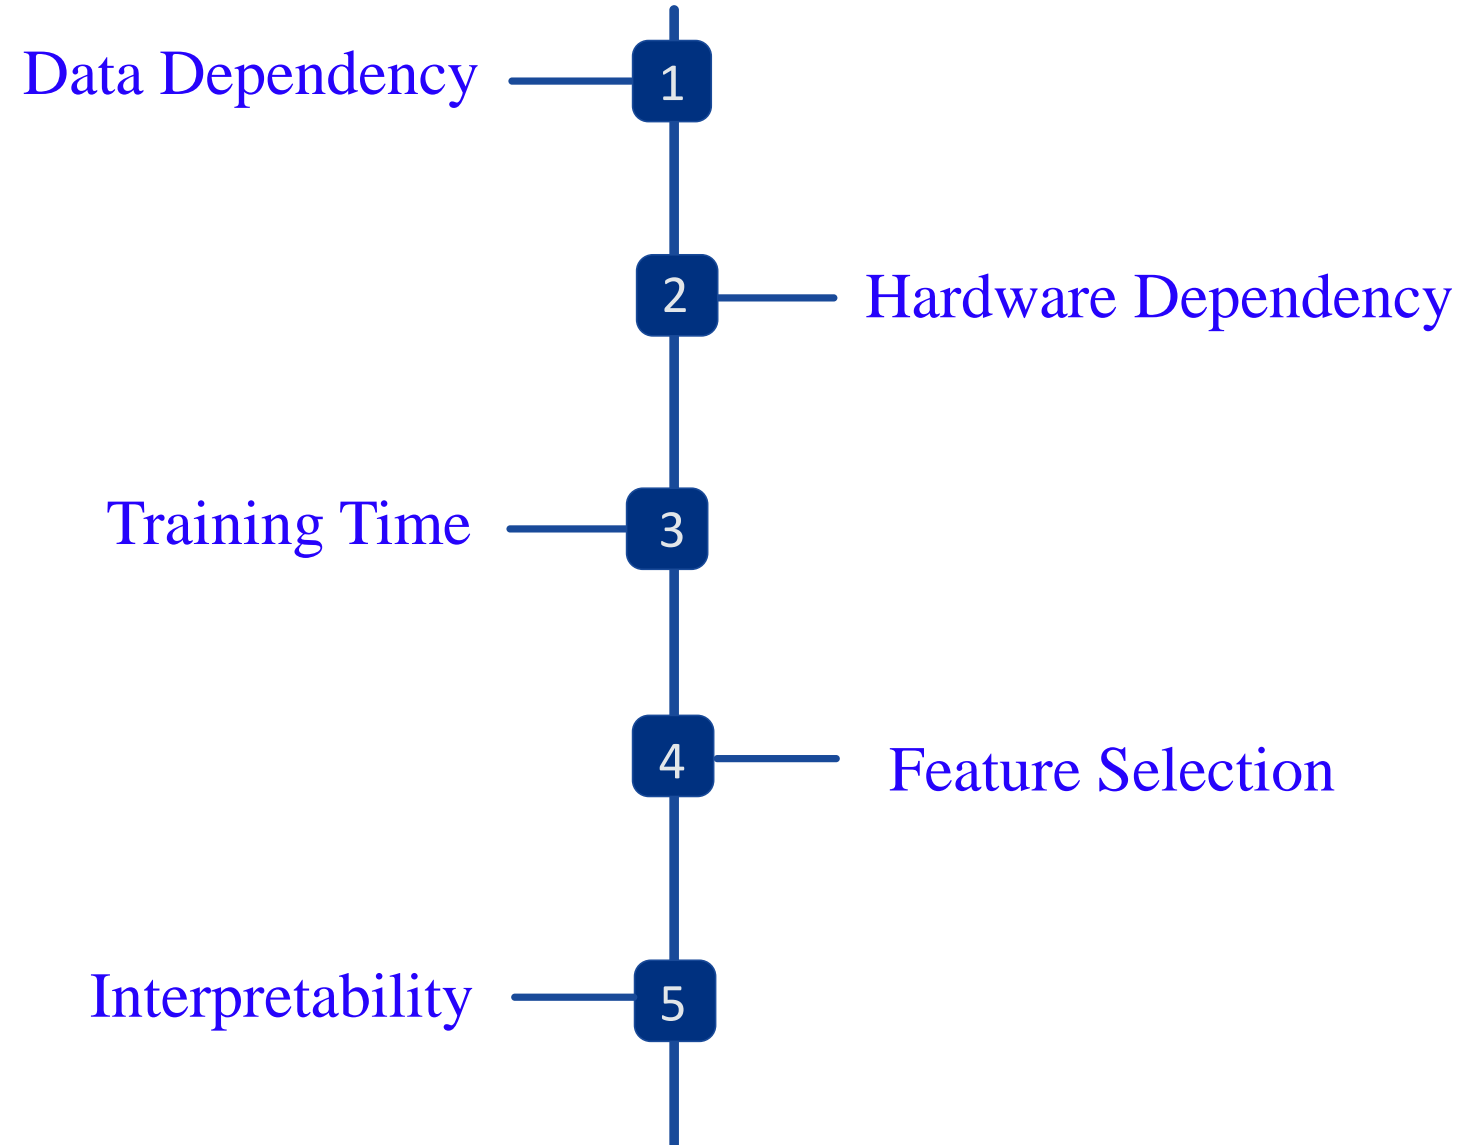 Data Dependency
1
2
Hardware Dependency
Training Time
3
4
Feature Selection
Interpretability
5